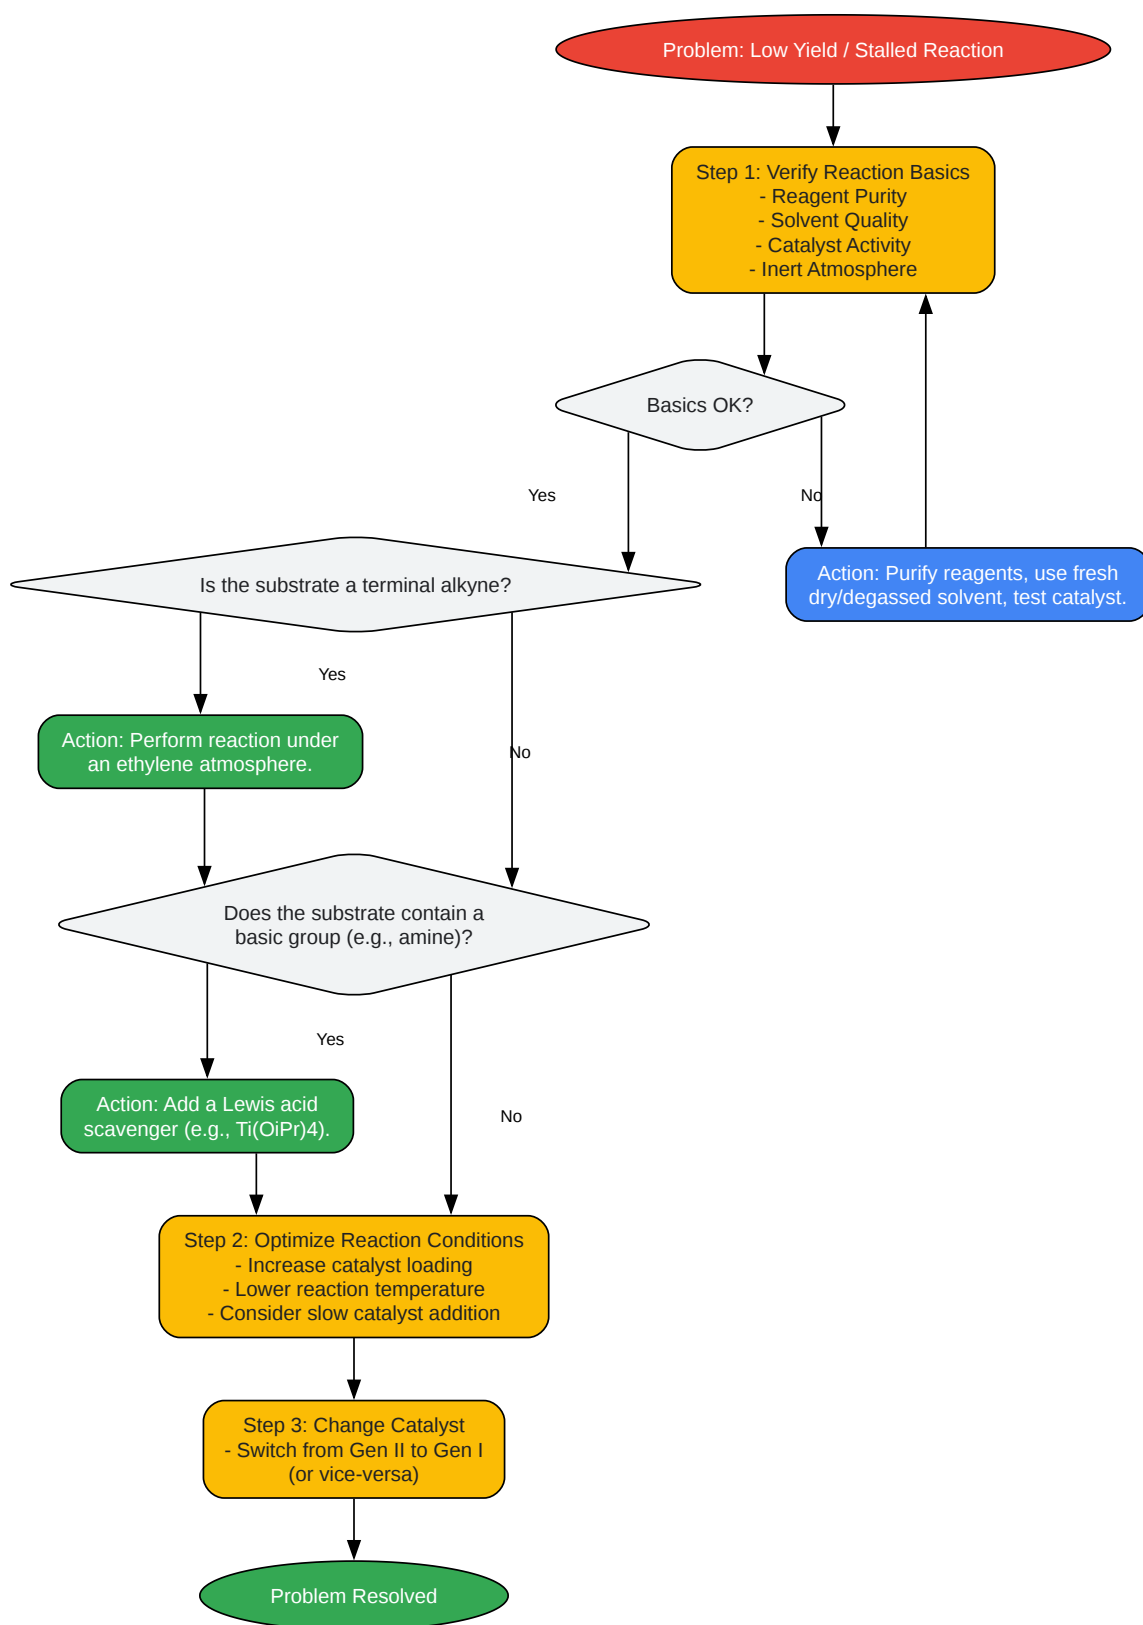 Problem: Low Yield / Stalled Reaction
Step 1: Verify Reaction Basics
- Reagent Purity
- Solvent Quality
- Catalyst Activity
- Inert Atmosphere
Basics OK?
Yes
No
Is the substrate a terminal alkyne?
Action: Purify reagents, use fresh
dry/degassed solvent, test catalyst.
Yes
Action: Perform reaction under
an ethylene atmosphere.
No
Does the substrate contain a
basic group (e.g., amine)?
Yes
Action: Add a Lewis acid
scavenger (e.g., Ti(OiPr)4).
No
Step 2: Optimize Reaction Conditions
- Increase catalyst loading
- Lower reaction temperature
- Consider slow catalyst addition
Step 3: Change Catalyst
- Switch from Gen II to Gen I
(or vice-versa)
Problem Resolved